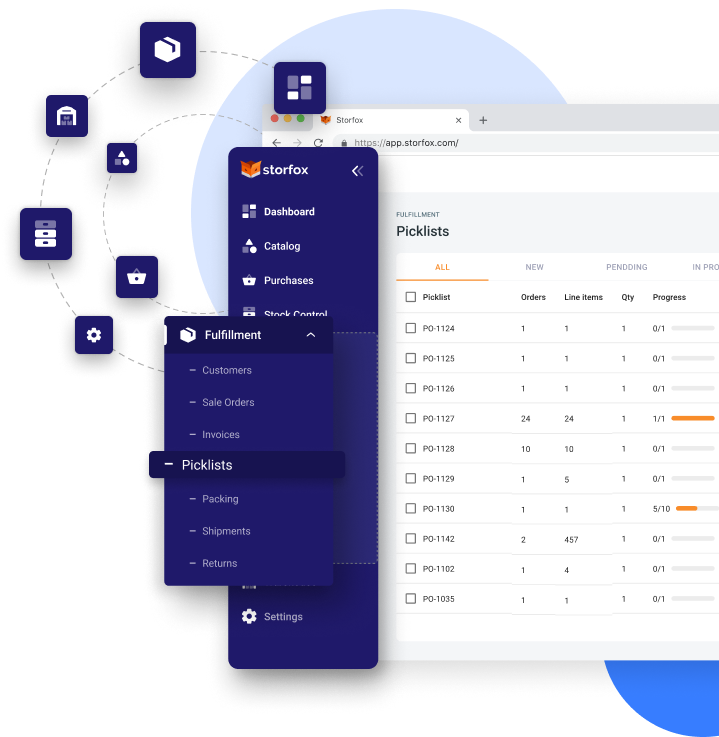 Storfox
https://app.storfox.com/
storfox
Dashboard
Catalog
Purchases
Stock Control
Fulfillment
Customers
Sale Orders
Invoices
Picklists
Packing
Shipments
Returns
Settings
FULFILLMENT
Picklists
ALL NEW PENDDING IN PRO
Picklist Orders Line items Qty Progress
PO-1124 1 1 1 0/1
PO-1125 1 1 1 0/1
PO-1126 1 1 1 0/1
PO-1127 24 24 1 1/1
PO-1128 10 10 1 0/1
PO-1129 1 5 1 0/1
PO-1130 1 1 1 5/10
PO-1142 2 457 1 0/1
PO-1102 1 4 1 0/1
PO-1035 1 1 1 0/1